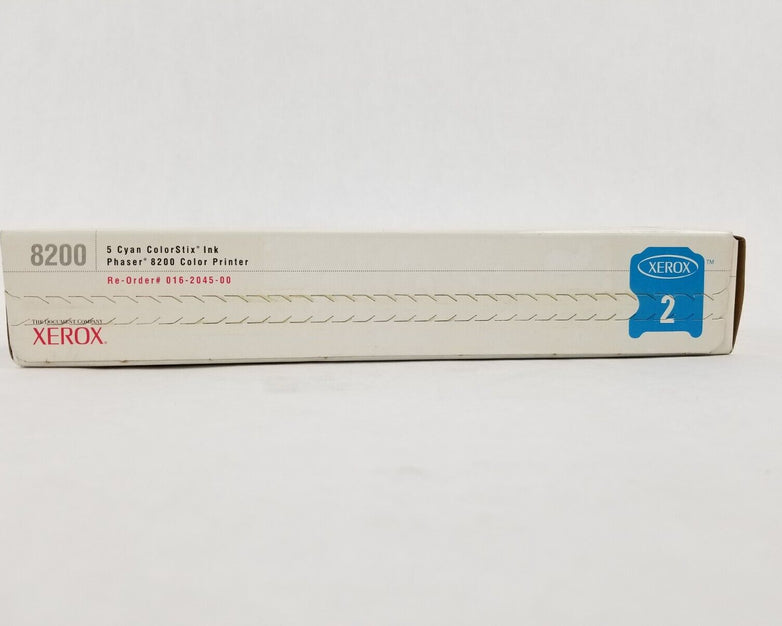 8200
5 Cyan ColorStix® Ink
Phaser® 8200 Color Printer
Re-Order# 016-2045-00
THE DOCUMENT COMPANY
XEROX®
XEROX™
2